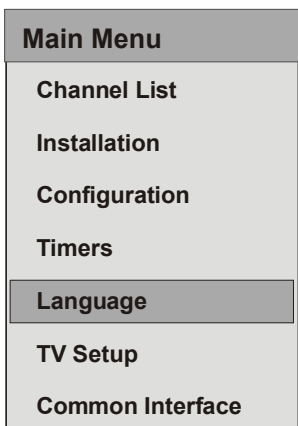 Main Menu
Channel List
Installation
Configuration
Timers
Language
TV Setup
Common Interface